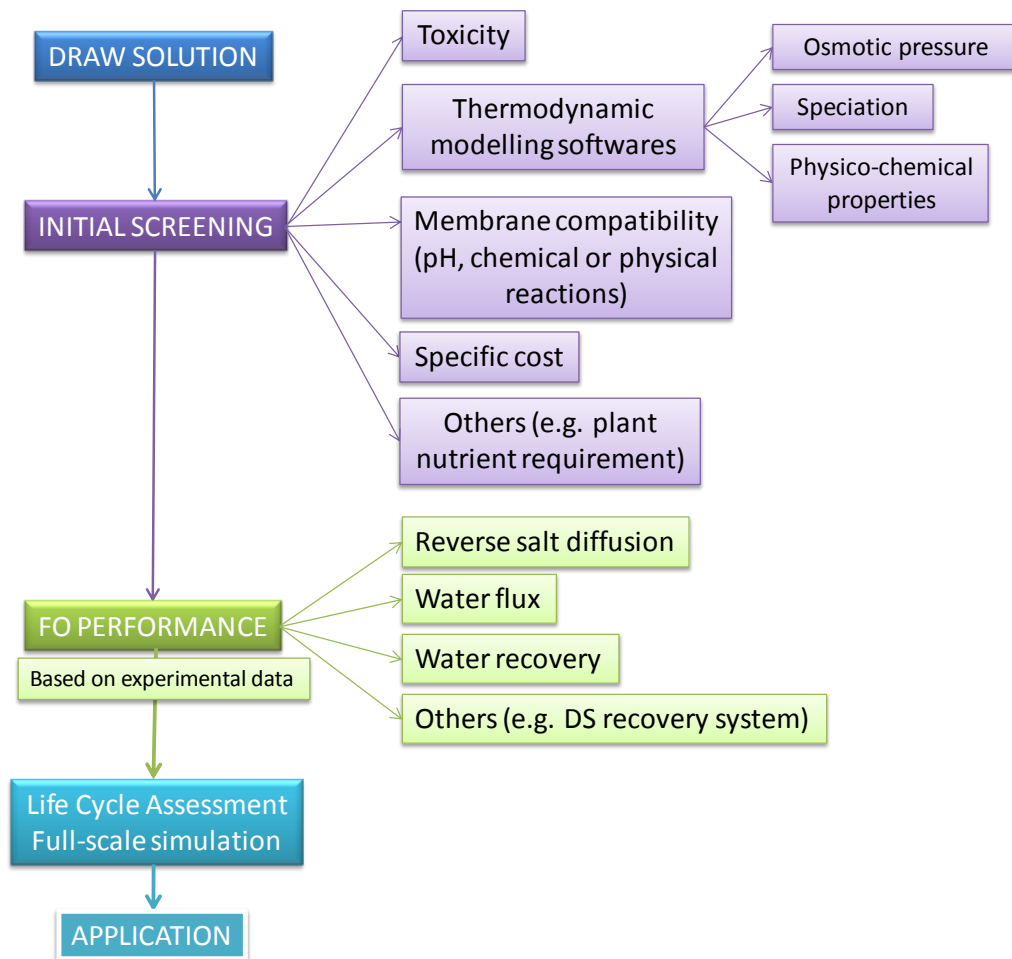 DRAW SOLUTION
INITIAL SCREENING
Toxicity
Thermodynamic
modelling softwares
Osmotic pressure
Speciation
Physico-chemical
properties
Membrane compatibility
(pH, chemical or physical
reactions)
Specific cost
Others (e.g. plant
nutrient requirement)
FO PERFORMANCE
Based on experimental data
Reverse salt diffusion
Water flux
Water recovery
Others (e.g. DS recovery system)
Life Cycle Assessment
Full-scale simulation
APPLICATION